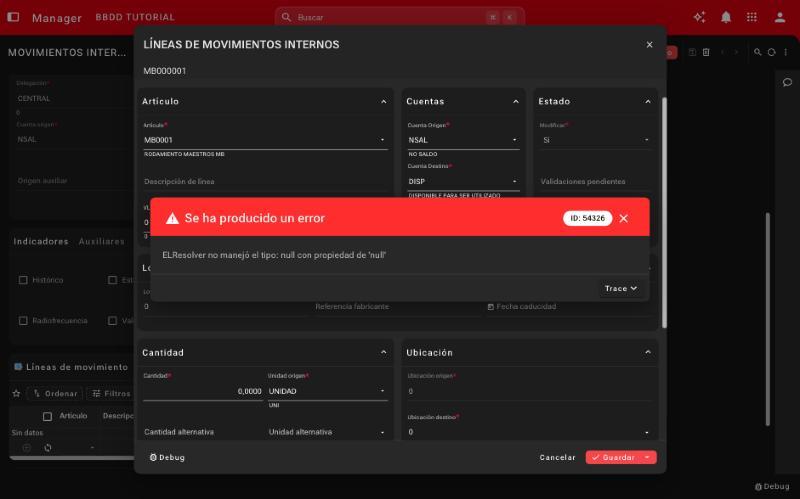 Manager
BBDD TUTORIAL
Buscar
⌘ K
MOVIMIENTOS INTER...
LÍNEAS DE MOVIMIENTOS INTERNOS
MB000001
Delegación*
CENTRAL
0
Cuenta origen*
NSAL
Origen auxiliar
Indicadores Auxiliares
Histórico
Radiofrecuencia
Líneas de movimiento
Ordenar Filtros
Artículo
Sin datos
Artículo
Artículo*
MB0001
RODAMIENTO MAESTROS MB
Descripción de línea
0
Cuentas
Cuenta Origen*
NSAL
NO SALDO
Cuenta Destino*
DISP
DISPONIBLE PARA SER UTILIZADO
Estado
Modificar*
Si
Validaciones pendientes
Se ha producido un error
ID: 54326
ELResolver no manejó el tipo: null con propiedad de 'null'
Trace
0
Referencia fabricante
Fecha caducidad
Cantidad
Cantidad*
0,0000
Unidad origen*
UNIDAD
UNI
Cantidad alternativa
Unidad alternativa
Ubicación
Ubicación origen*
0
Ubicación destino*
0
Debug
Cancelar
Guardar
Debug